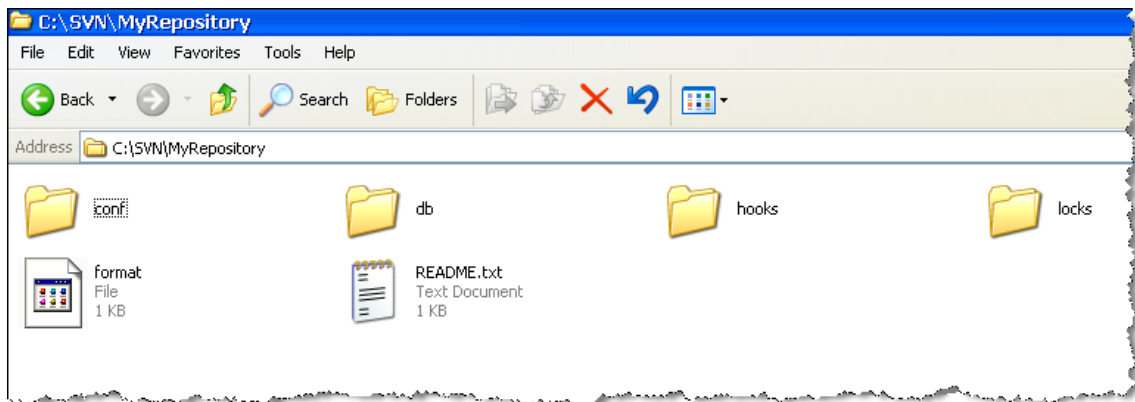 C:\SVN\MyRepository
File Edit View Favorites Tools Help
Back Search Folders
Address C:\SVN\MyRepository
conf db hooks locks
format README.txt
File Text Document
1 KB 1 KB